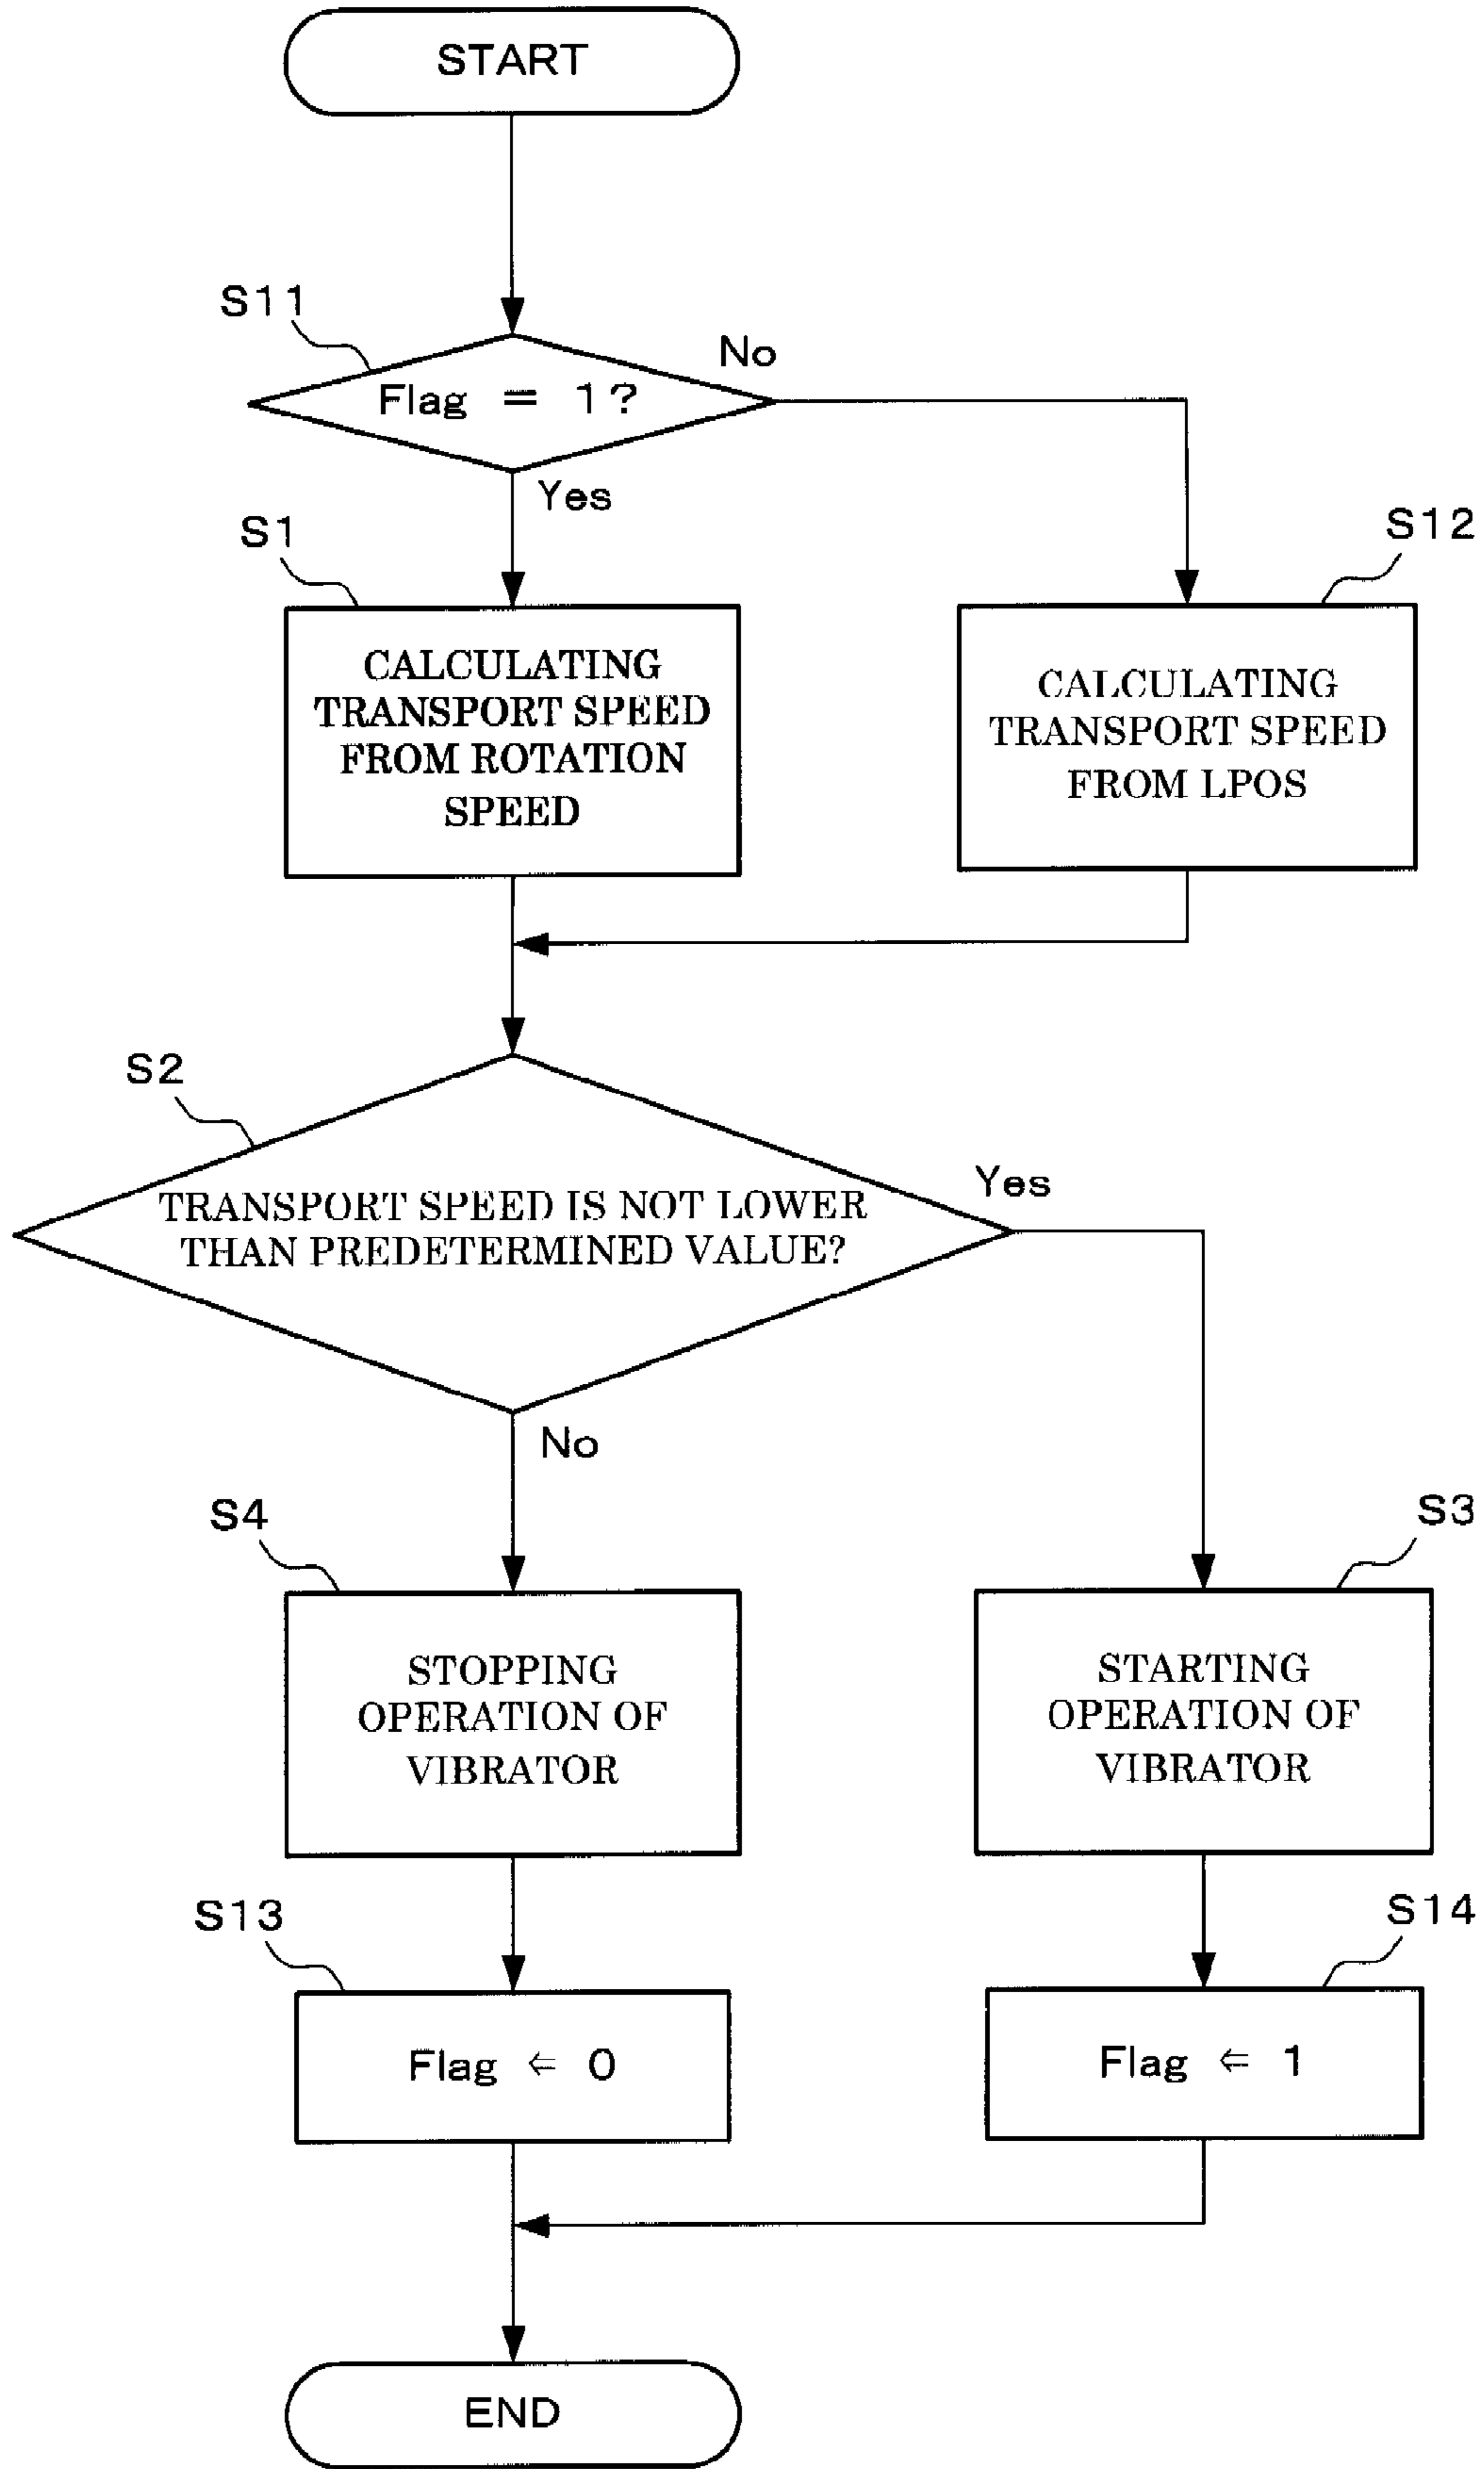 START
S11
No
Flag = 1?
Yes
S1
S12
CALCULATING
TRANSPORT SPEED
FROM ROTATION
SPEED
CALCULATING
TRANSPORT SPEED
FROM LPOS
S2
Yes
TRANSPORT SPEED IS NOT LOWER
THAN PREDETERMINED VALUE?
No
S4
S3
STOPPING
OPERATION OF
VIBRATOR
STARTING
OPERATION OF
VIBRATOR
S13
S14
Flag ⇐ 0
Flag ⇐ 1
END